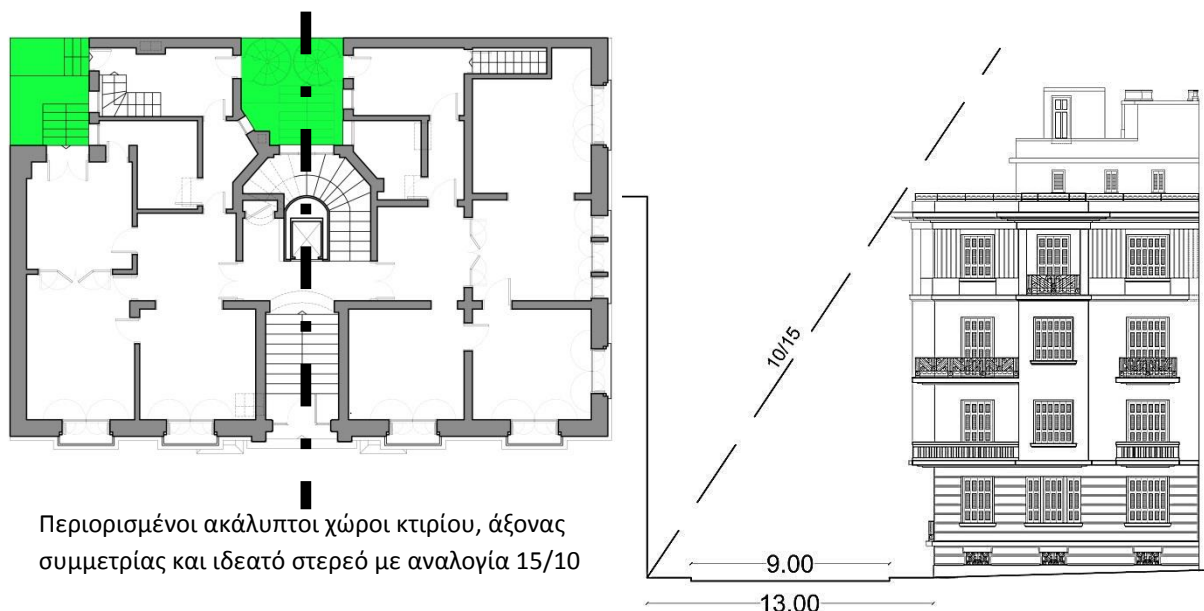 10/15
9.00
13.00
Περιορισμένοι ακάλυπτοι χώροι κτιρίου, άξονας
συμμετρίας και ιδεατό στερεό με αναλογία 15/10